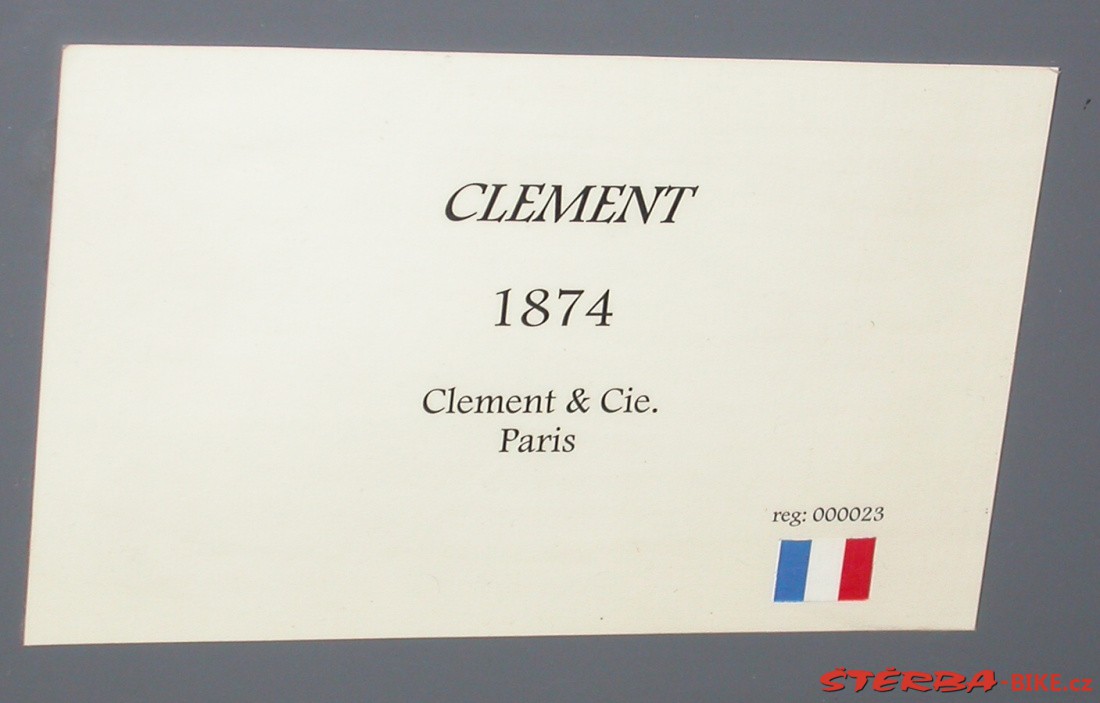 CLEMENT
1874
Clement & Cie.
Paris
reg: 000023
ŠTĚRBA-BIKE.cz